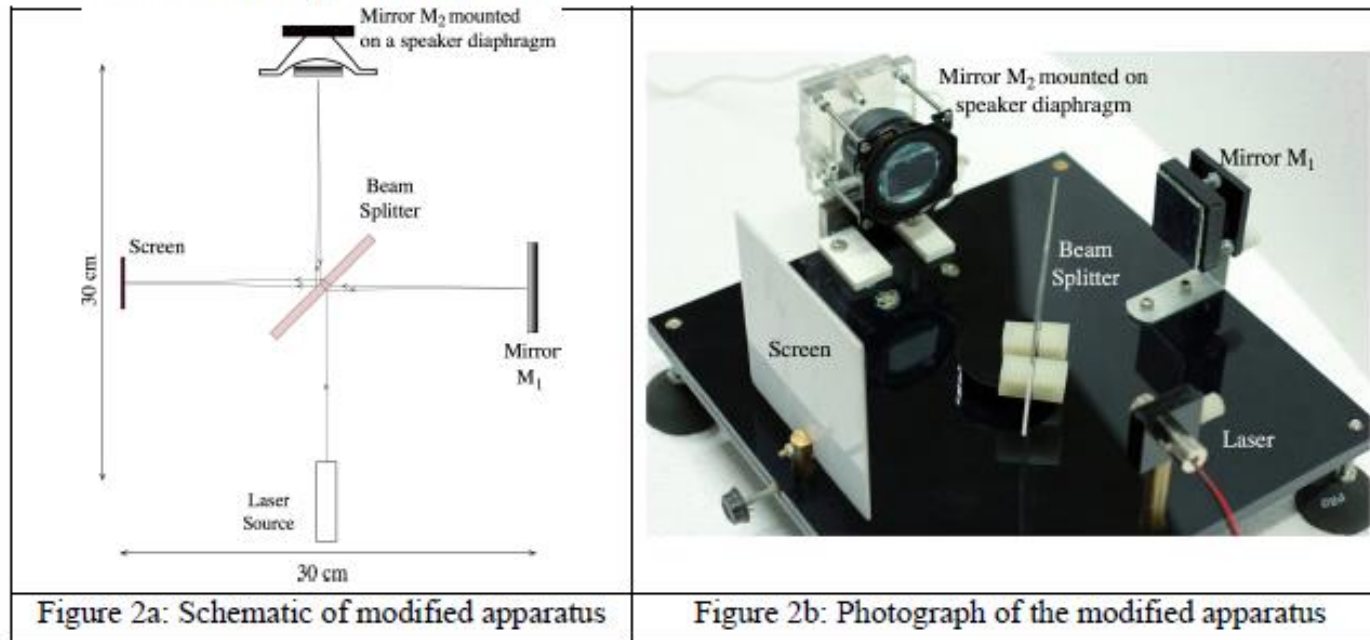 Mirror M₂ mounted
on a speaker diaphragm
Beam
Splitter
Screen
30 cm
Mirror
M₁
Laser
Source
30 cm
Figure 2a: Schematic of modified apparatus
Mirror M₂ mounted on
speaker diaphragm
Mirror M₁
Beam
Splitter
Screen
Laser
Figure 2b: Photograph of the modified apparatus